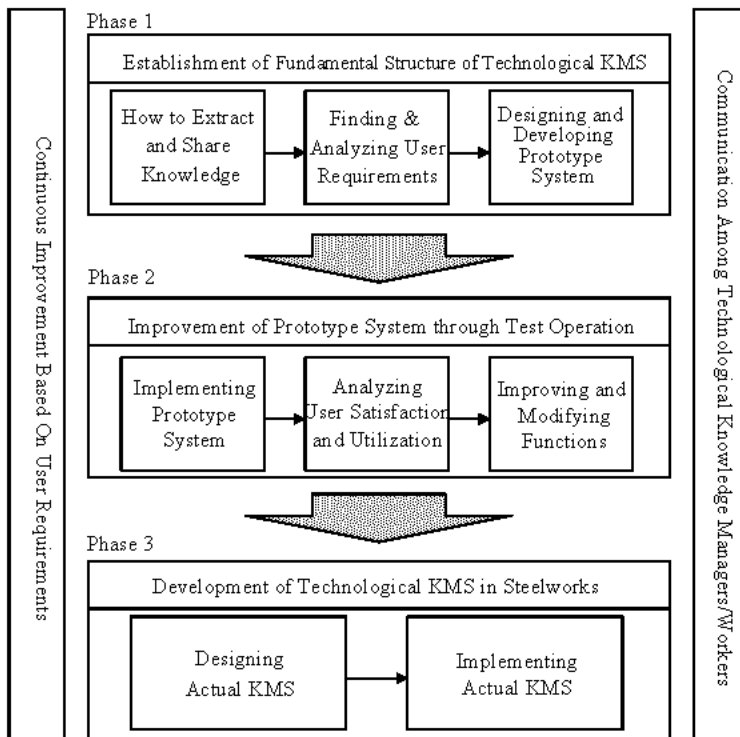 Phase 1
Establishment of Fundamental Structure of Technological KMS
How to Extract
and Share
Knowledge
Finding &
Analyzing User
Requirements
Designing and
Developing
Prototype
System
Phase 2
Improvement of Prototype System through Test Operation
Implementing
Prototype
System
Analyzing
User Satisfaction
and Utilization
Improving and
Modifying
Functions
Phase 3
Development of Technological KMS in Steelworks
Designing
Actual KMS
Implementing
Actual KMS
Continuous Improvement Based On User Requirements
Communication Among Technological Knowledge Managers/Workers